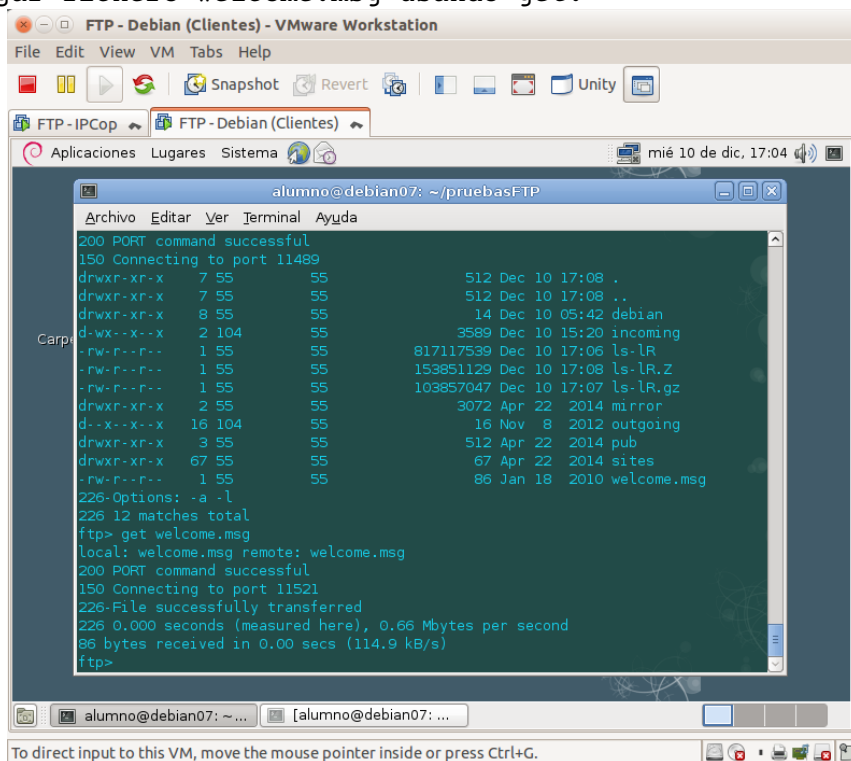 FTP - Debian (Clientes) - VMware Workstation
File Edit View VM Tabs Help
Snapshot Revert Unity
FTP - IPCop FTP - Debian (Clientes)
Aplicaciones Lugares Sistema mié 10 de dic, 17:04
alumno@debian07: ~/pruebasFTP
Archivo Editar Ver Terminal Ayuda
200 PORT command successful
150 Connecting to port 11489
drwxr-xr-x 7 55 55 512 Dec 10 17:08 .
drwxr-xr-x 7 55 55 512 Dec 10 17:08 ..
drwxr-xr-x 8 55 55 14 Dec 10 05:42 debian
d-wx--x--x 2 104 55 3589 Dec 10 15:20 incoming
-rw-r--r-- 1 55 55 817117539 Dec 10 17:06 ls-lR
-rw-r--r-- 1 55 55 153851129 Dec 10 17:08 ls-lR.Z
-rw-r--r-- 1 55 55 103857047 Dec 10 17:07 ls-lR.gz
drwxr-xr-x 2 55 55 3072 Apr 22 2014 mirror
d--x--x--x 16 104 55 16 Nov 8 2012 outgoing
drwxr-xr-x 3 55 55 512 Apr 22 2014 pub
drwxr-xr-x 67 55 55 67 Apr 22 2014 sites
-rw-r--r-- 1 55 55 86 Jan 18 2010 welcome.msg
226-Options: -a -l
226 12 matches total
ftp> get welcome.msg
local: welcome.msg remote: welcome.msg
200 PORT command successful
150 Connecting to port 11521
226-File successfully transferred
226 0.000 seconds (measured here), 0.66 Mbytes per second
86 bytes received in 0.00 secs (114.9 kB/s)
ftp>
Carpe
alumno@debian07: ~... [alumno@debian07: ...
To direct input to this VM, move the mouse pointer inside or press Ctrl+G.